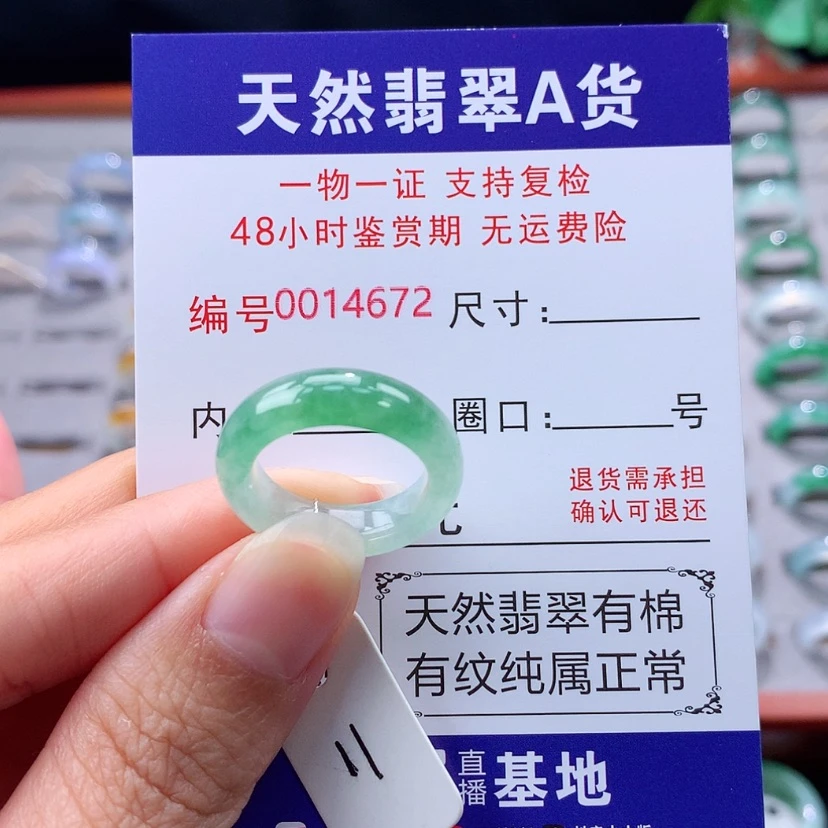 天然翡翠A货
一物一证 支持复检
48小时鉴赏期 无运费险
编号0014672 尺寸:
内 圈口: 号
退货需承担
确认可退还
天然翡翠有棉
有纹纯属正常
直播基地